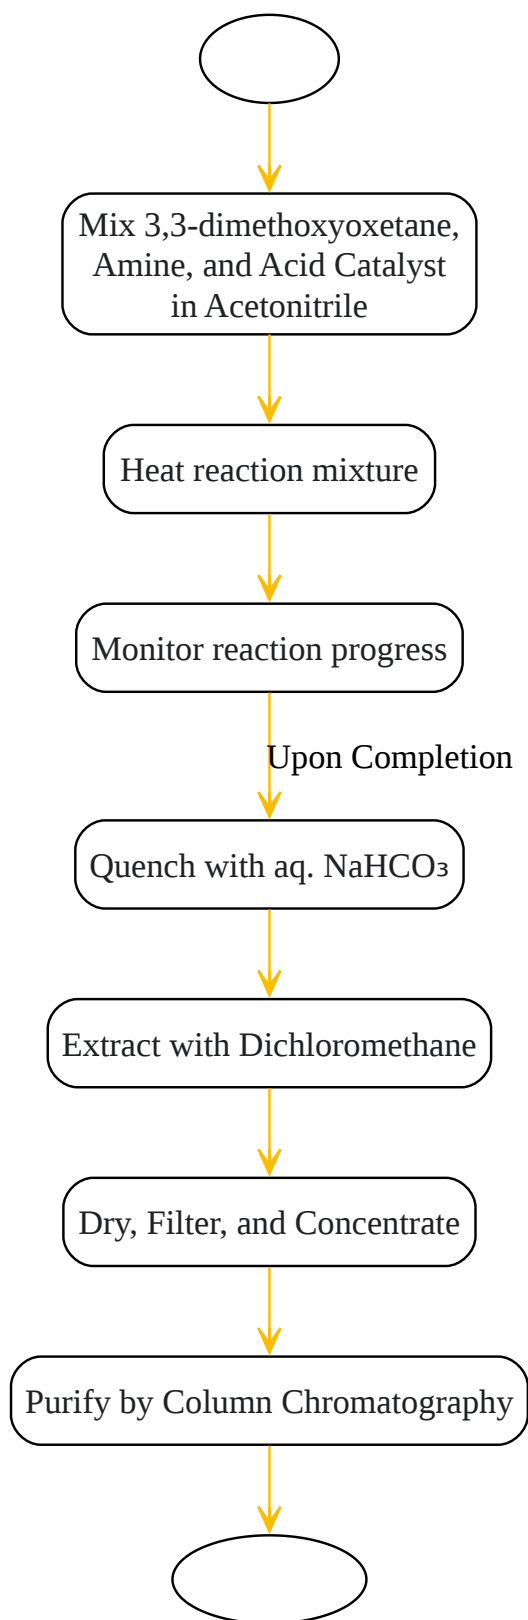 Mix 3,3-dimethoxyoxetane,
Amine, and Acid Catalyst
in Acetonitrile
Heat reaction mixture
Monitor reaction progress
Upon Completion
Quench with aq. NaHCO₃
Extract with Dichloromethane
Dry, Filter, and Concentrate
Purify by Column Chromatography